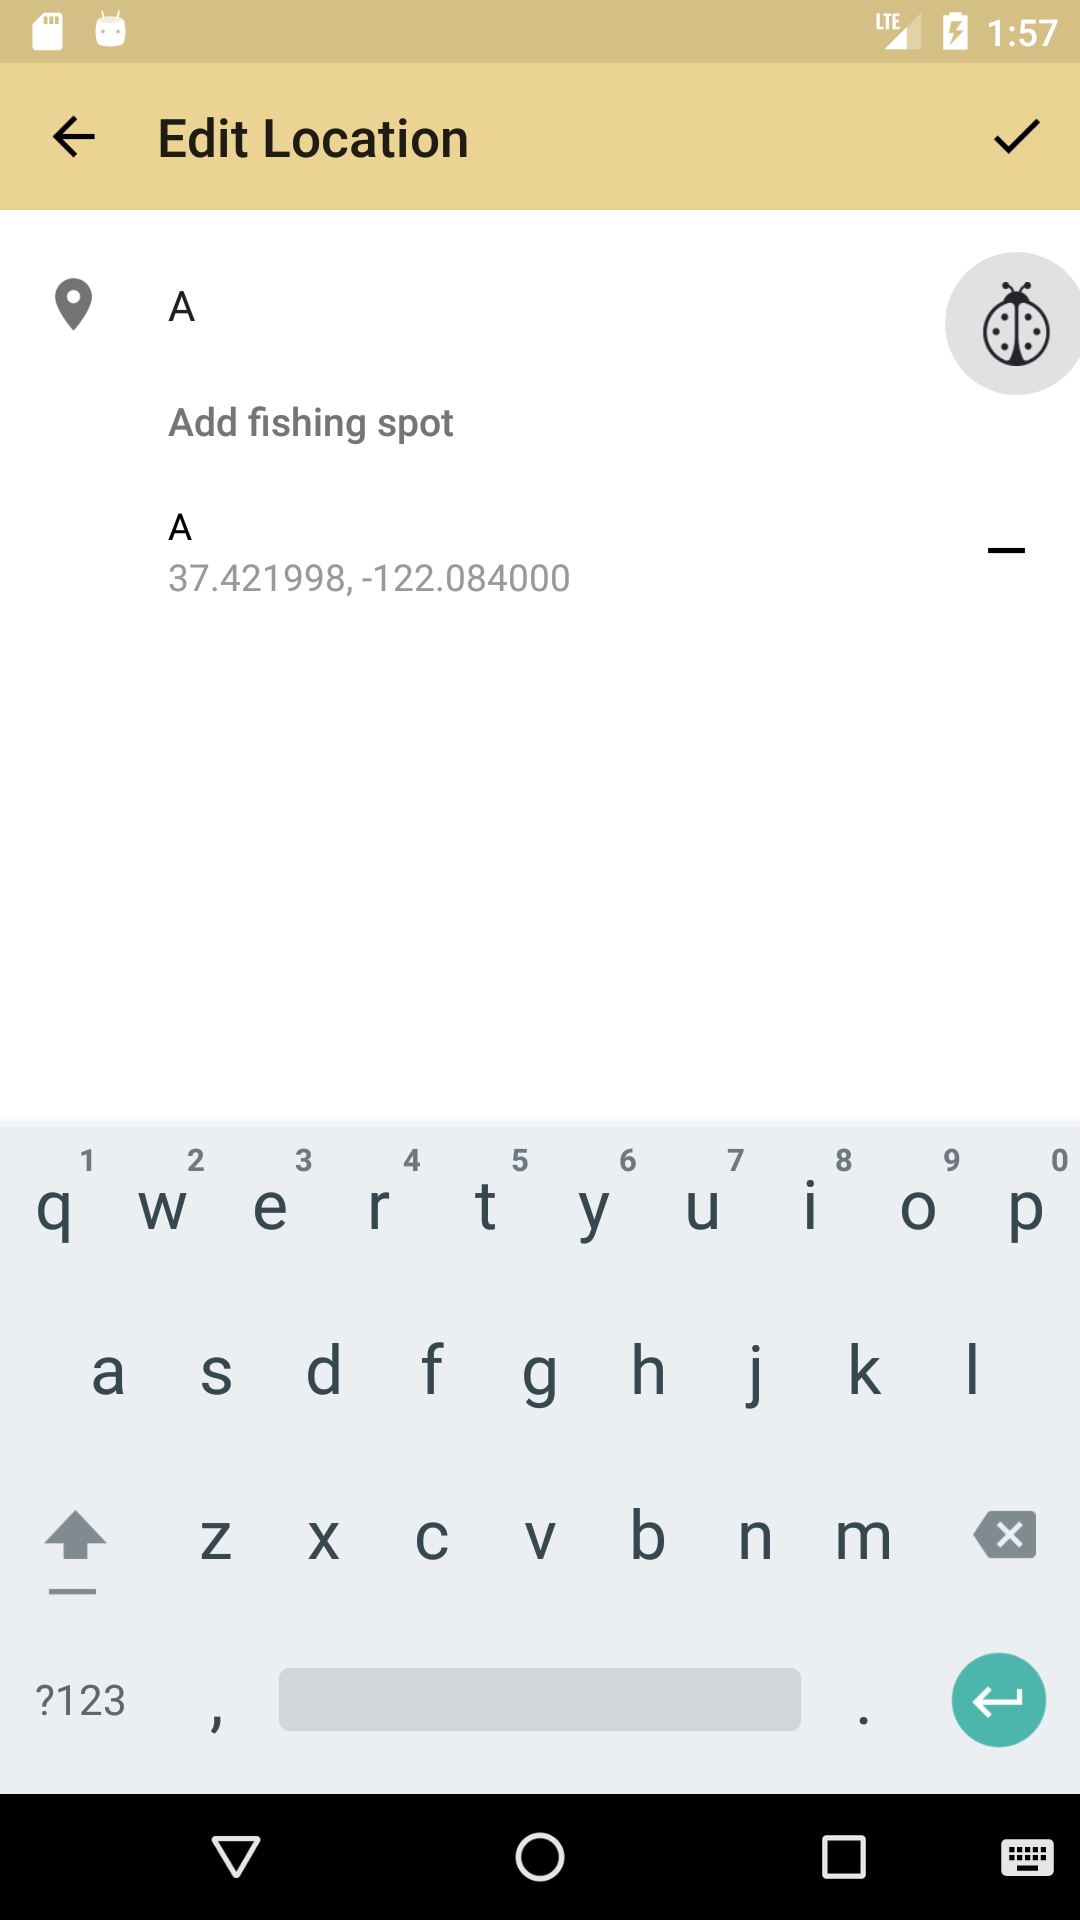 LTE 1:57
Edit Location
A
Add fishing spot
A
37.421998, -122.084000
1 2 3 4 5 6 7 8 9 0
q w e r t y u i o p
a s d f g h j k l
z x c v b n m
?123 , .